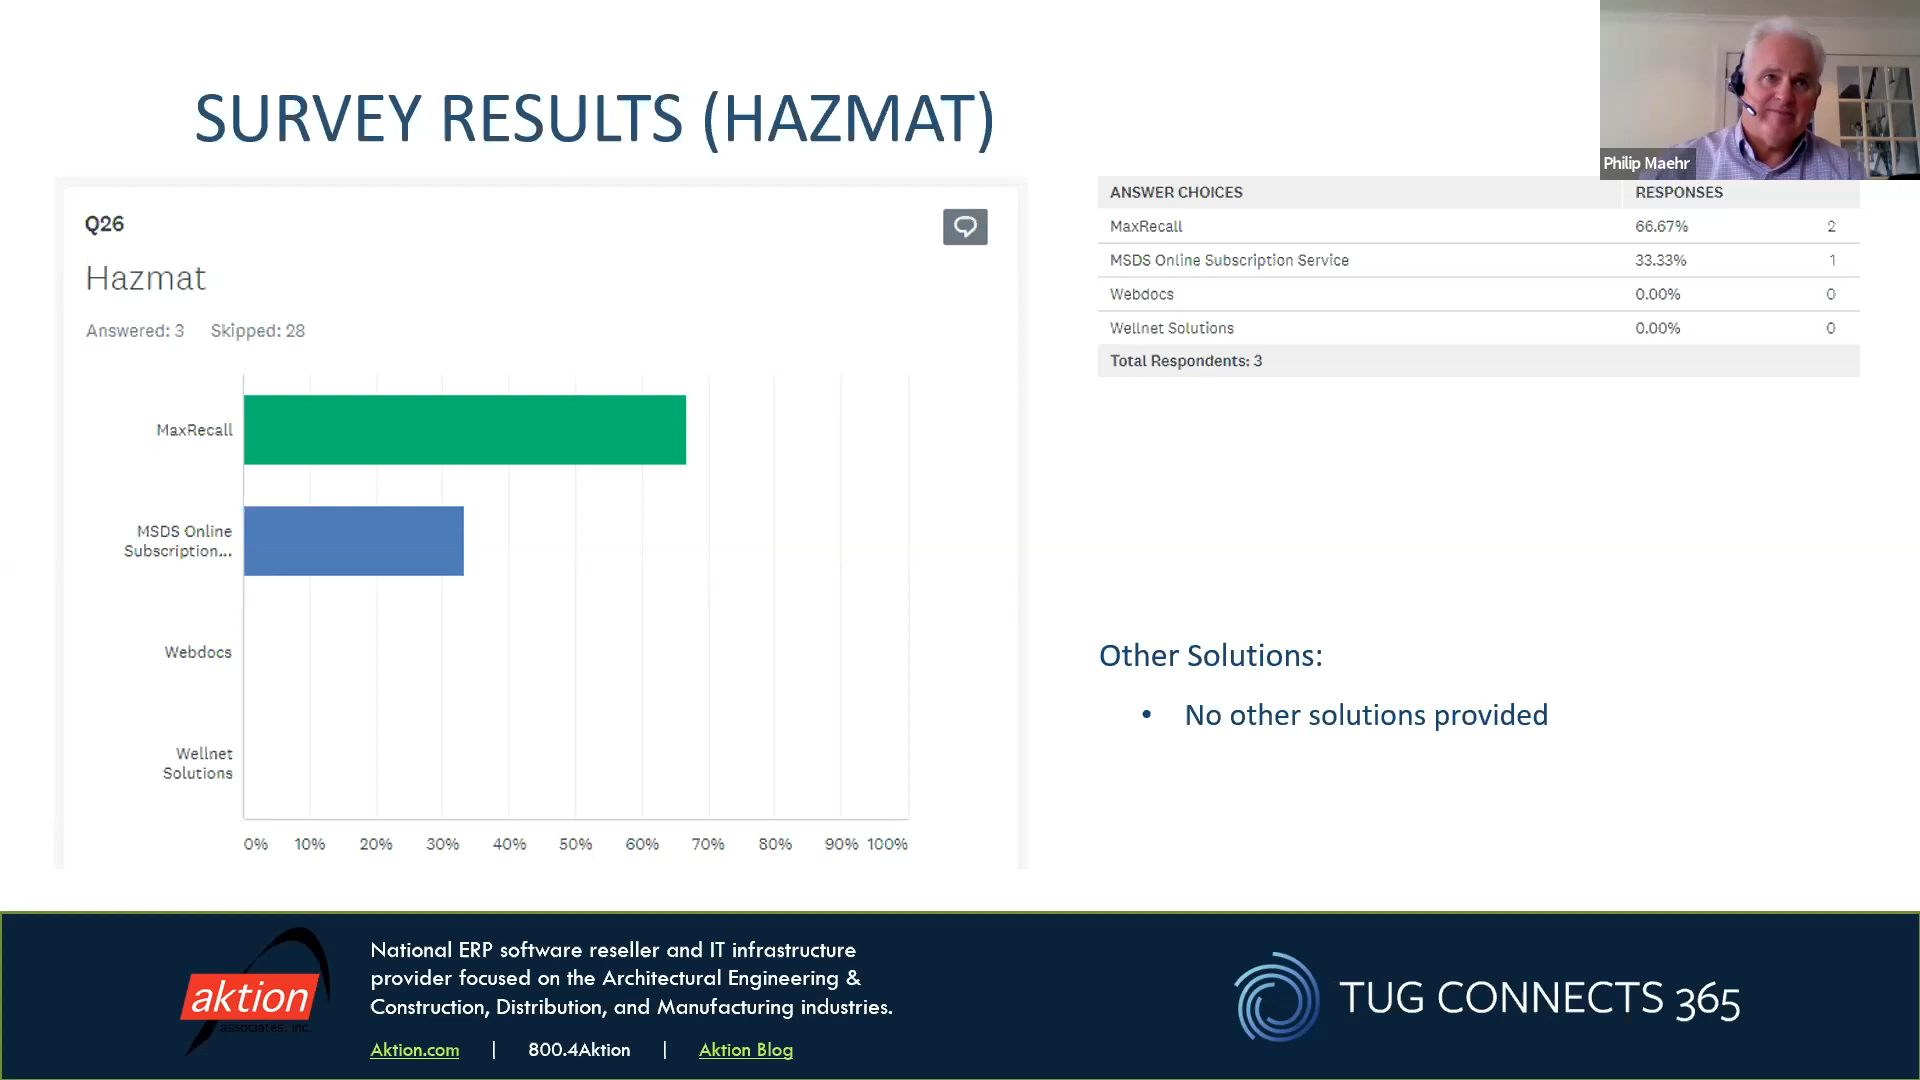 SURVEY RESULTS (HAZMAT)
Philip Maehr
Q26
Hazmat
Answered: 3 Skipped: 28
MaxRecall
MSDS Online
Subscription...
Webdocs
Wellnet
Solutions
0% 10% 20% 30% 40% 50% 60% 70% 80% 90% 100%
ANSWER CHOICES RESPONSES
MaxRecall 66.67% 2
MSDS Online Subscription Service 33.33% 1
Webdocs 0.00% 0
Wellnet Solutions 0.00% 0
Total Respondents: 3
Other Solutions:
• No other solutions provided
aktion
associates, inc.
National ERP software reseller and IT infrastructure
provider focused on the Architectural Engineering &
Construction, Distribution, and Manufacturing industries.
Aktion.com | 800.4Aktion | Aktion Blog
TUG CONNECTS 365